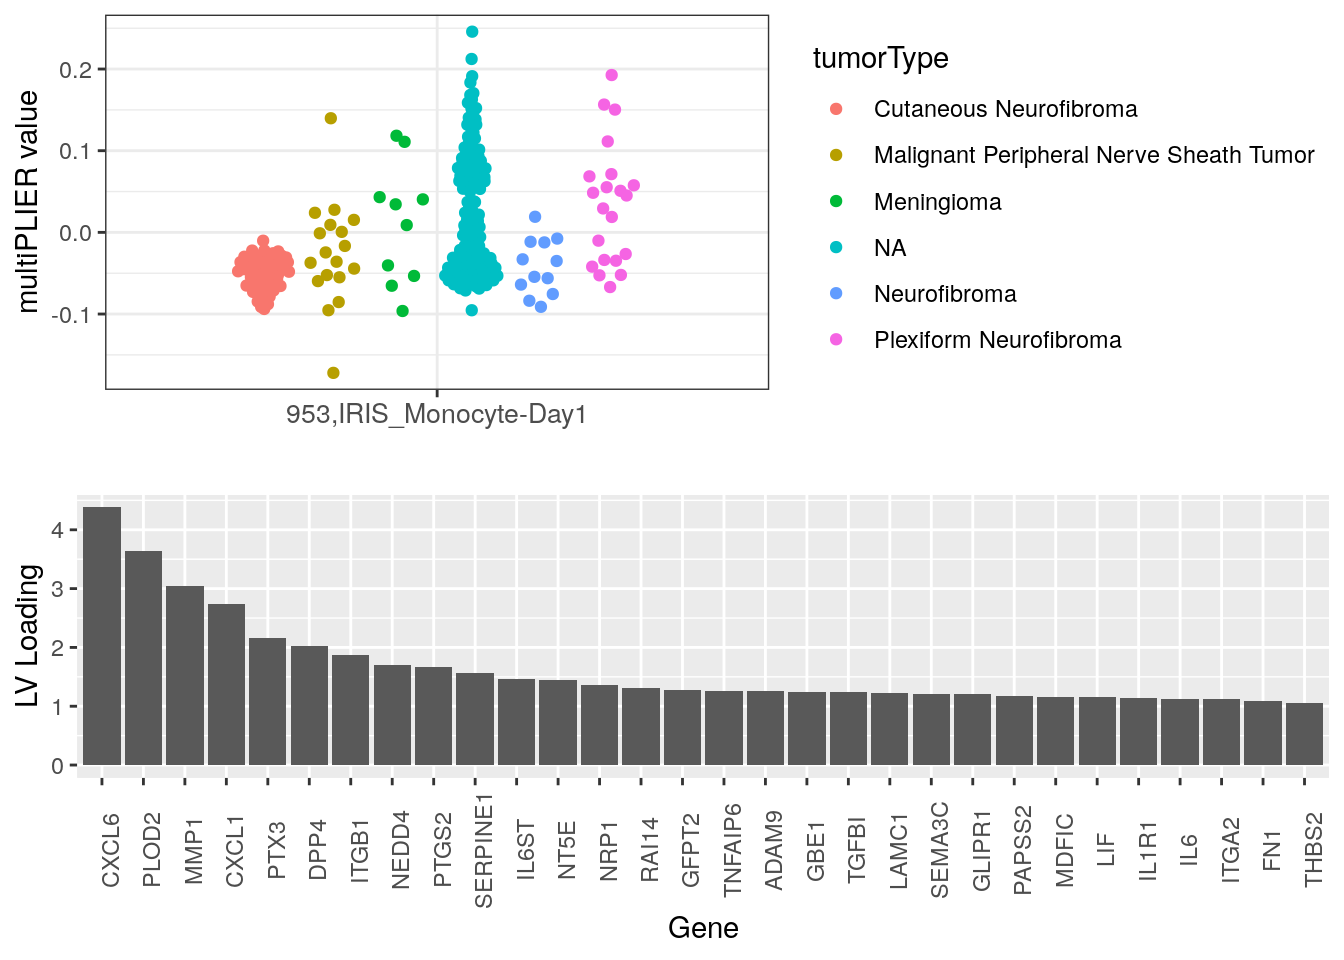 multiPLIER value
0.2
0.1
0.0
-0.1
953,IRIS_Monocyte-Day1
tumorType
Cutaneous Neurofibroma
Malignant Peripheral Nerve Sheath Tumor
Meningioma
NA
Neurofibroma
Plexiform Neurofibroma
LV Loading
4
3
2
1
0
CXCL6
PLOD2
MMP1
CXCL1
PTX3
DPP4
ITGB1
NEDD4
PTGS2
SERPINE1
IL6ST
NT5E
NRP1
RAI14
GFPT2
TNFAIP6
ADAM9
GBE1
TGFBI
LAMC1
SEMA3C
GLIPR1
PAPSS2
MDFIC
LIF
IL1R1
IL6
ITGA2
FN1
THBS2
Gene